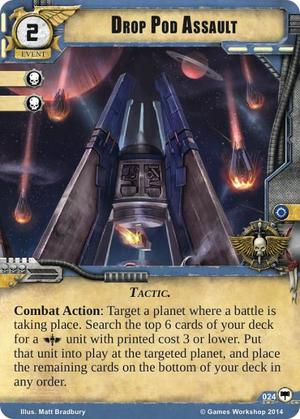 DROP POD ASSAULT
2
EVENT
TACTIC.
Combat Action: Target a planet where a battle is
taking place. Search the top 6 cards of your deck
for a unit with printed cost 3 or lower. Put
that unit into play at the targeted planet, and place
the remaining cards on the bottom of your deck in
any order.
024
Illus. Matt Bradbury
© Games Workshop 2014